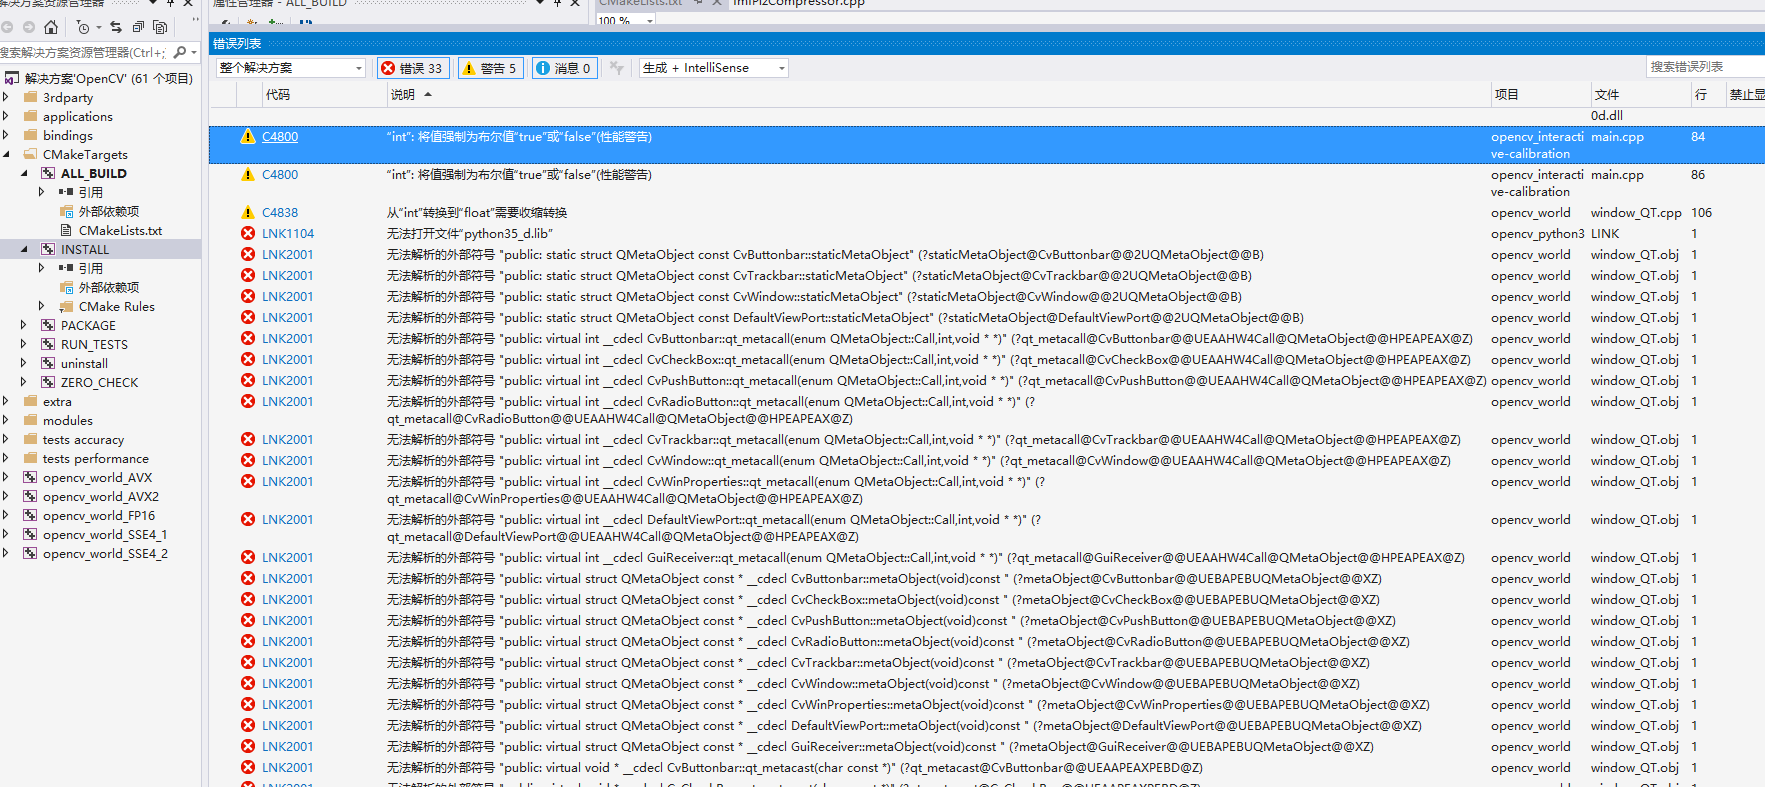 解决方案资源管理器
属性管理器 - ALL_BUILD
CMakeLists.txt
ImfPizCompressor.cpp
100 %
搜索解决方案资源管理器(Ctrl+;
解决方案'OpenCV' (61 个项目)
3rdparty
applications
bindings
CMakeTargets
ALL_BUILD
引用
外部依赖项
CMakeLists.txt
INSTALL
引用
外部依赖项
CMake Rules
PACKAGE
RUN_TESTS
uninstall
ZERO_CHECK
extra
modules
tests accuracy
tests performance
opencv_world_AVX
opencv_world_AVX2
opencv_world_FP16
opencv_world_SSE4_1
opencv_world_SSE4_2
错误列表
整个解决方案 错误 33 警告 5 消息 0 生成 + IntelliSense 搜索错误列表
代码 说明 项目 文件 行 禁止显
0d.dll
C4800 “int”: 将值强制为布尔值“true”或“false”(性能警告) opencv_interacti main.cpp 84
ve-calibration
C4800 “int”: 将值强制为布尔值“true”或“false”(性能警告) opencv_interacti main.cpp 86
ve-calibration
C4838 从“int”转换到“float”需要收缩转换 opencv_world window_QT.cpp 106
LNK1104 无法打开文件“python35_d.lib” opencv_python3 LINK 1
LNK2001 无法解析的外部符号 "public: static struct QMetaObject const CvButtonbar::staticMetaObject" (?staticMetaObject@CvButtonbar@@2UQMetaObject@@B) opencv_world window_QT.obj 1
LNK2001 无法解析的外部符号 "public: static struct QMetaObject const CvTrackbar::staticMetaObject" (?staticMetaObject@CvTrackbar@@2UQMetaObject@@B) opencv_world window_QT.obj 1
LNK2001 无法解析的外部符号 "public: static struct QMetaObject const CvWindow::staticMetaObject" (?staticMetaObject@CvWindow@@2UQMetaObject@@B) opencv_world window_QT.obj 1
LNK2001 无法解析的外部符号 "public: static struct QMetaObject const DefaultViewPort::staticMetaObject" (?staticMetaObject@DefaultViewPort@@2UQMetaObject@@B) opencv_world window_QT.obj 1
LNK2001 无法解析的外部符号 "public: virtual int __cdecl CvButtonbar::qt_metacall(enum QMetaObject::Call,int,void * *)" (?qt_metacall@CvButtonbar@@UEAAHW4Call@QMetaObject@@HPEAPEAX@Z) opencv_world window_QT.obj 1
LNK2001 无法解析的外部符号 "public: virtual int __cdecl CvCheckBox::qt_metacall(enum QMetaObject::Call,int,void * *)" (?qt_metacall@CvCheckBox@@UEAAHW4Call@QMetaObject@@HPEAPEAX@Z) opencv_world window_QT.obj 1
LNK2001 无法解析的外部符号 "public: virtual int __cdecl CvPushButton::qt_metacall(enum QMetaObject::Call,int,void * *)" (?qt_metacall@CvPushButton@@UEAAHW4Call@QMetaObject@@HPEAPEAX@Z) opencv_world window_QT.obj 1
LNK2001 无法解析的外部符号 "public: virtual int __cdecl CvRadioButton::qt_metacall(enum QMetaObject::Call,int,void * *)" (? opencv_world window_QT.obj 1
qt_metacall@CvRadioButton@@UEAAHW4Call@QMetaObject@@HPEAPEAX@Z)
LNK2001 无法解析的外部符号 "public: virtual int __cdecl CvTrackbar::qt_metacall(enum QMetaObject::Call,int,void * *)" (?qt_metacall@CvTrackbar@@UEAAHW4Call@QMetaObject@@HPEAPEAX@Z) opencv_world window_QT.obj 1
LNK2001 无法解析的外部符号 "public: virtual int __cdecl CvWindow::qt_metacall(enum QMetaObject::Call,int,void * *)" (?qt_metacall@CvWindow@@UEAAHW4Call@QMetaObject@@HPEAPEAX@Z) opencv_world window_QT.obj 1
LNK2001 无法解析的外部符号 "public: virtual int __cdecl CvWinProperties::qt_metacall(enum QMetaObject::Call,int,void * *)" (? opencv_world window_QT.obj 1
qt_metacall@CvWinProperties@@UEAAHW4Call@QMetaObject@@HPEAPEAX@Z)
LNK2001 无法解析的外部符号 "public: virtual int __cdecl DefaultViewPort::qt_metacall(enum QMetaObject::Call,int,void * *)" (? opencv_world window_QT.obj 1
qt_metacall@DefaultViewPort@@UEAAHW4Call@QMetaObject@@HPEAPEAX@Z)
LNK2001 无法解析的外部符号 "public: virtual int __cdecl GuiReceiver::qt_metacall(enum QMetaObject::Call,int,void * *)" (?qt_metacall@GuiReceiver@@UEAAHW4Call@QMetaObject@@HPEAPEAX@Z) opencv_world window_QT.obj 1
LNK2001 无法解析的外部符号 "public: virtual struct QMetaObject const * __cdecl CvButtonbar::metaObject(void)const " (?metaObject@CvButtonbar@@UEBAPEBUQMetaObject@@XZ) opencv_world window_QT.obj 1
LNK2001 无法解析的外部符号 "public: virtual struct QMetaObject const * __cdecl CvCheckBox::metaObject(void)const " (?metaObject@CvCheckBox@@UEBAPEBUQMetaObject@@XZ) opencv_world window_QT.obj 1
LNK2001 无法解析的外部符号 "public: virtual struct QMetaObject const * __cdecl CvPushButton::metaObject(void)const " (?metaObject@CvPushButton@@UEBAPEBUQMetaObject@@XZ) opencv_world window_QT.obj 1
LNK2001 无法解析的外部符号 "public: virtual struct QMetaObject const * __cdecl CvRadioButton::metaObject(void)const " (?metaObject@CvRadioButton@@UEBAPEBUQMetaObject@@XZ) opencv_world window_QT.obj 1
LNK2001 无法解析的外部符号 "public: virtual struct QMetaObject const * __cdecl CvTrackbar::metaObject(void)const " (?metaObject@CvTrackbar@@UEBAPEBUQMetaObject@@XZ) opencv_world window_QT.obj 1
LNK2001 无法解析的外部符号 "public: virtual struct QMetaObject const * __cdecl CvWindow::metaObject(void)const " (?metaObject@CvWindow@@UEBAPEBUQMetaObject@@XZ) opencv_world window_QT.obj 1
LNK2001 无法解析的外部符号 "public: virtual struct QMetaObject const * __cdecl CvWinProperties::metaObject(void)const " (?metaObject@CvWinProperties@@UEBAPEBUQMetaObject@@XZ) opencv_world window_QT.obj 1
LNK2001 无法解析的外部符号 "public: virtual struct QMetaObject const * __cdecl DefaultViewPort::metaObject(void)const " (?metaObject@DefaultViewPort@@UEBAPEBUQMetaObject@@XZ) opencv_world window_QT.obj 1
LNK2001 无法解析的外部符号 "public: virtual struct QMetaObject const * __cdecl GuiReceiver::metaObject(void)const " (?metaObject@GuiReceiver@@UEBAPEBUQMetaObject@@XZ) opencv_world window_QT.obj 1
LNK2001 无法解析的外部符号 "public: virtual void * __cdecl CvButtonbar::qt_metacast(char const *)" (?qt_metacast@CvButtonbar@@UEAAPEAXPEBD@Z) opencv_world window_QT.obj 1